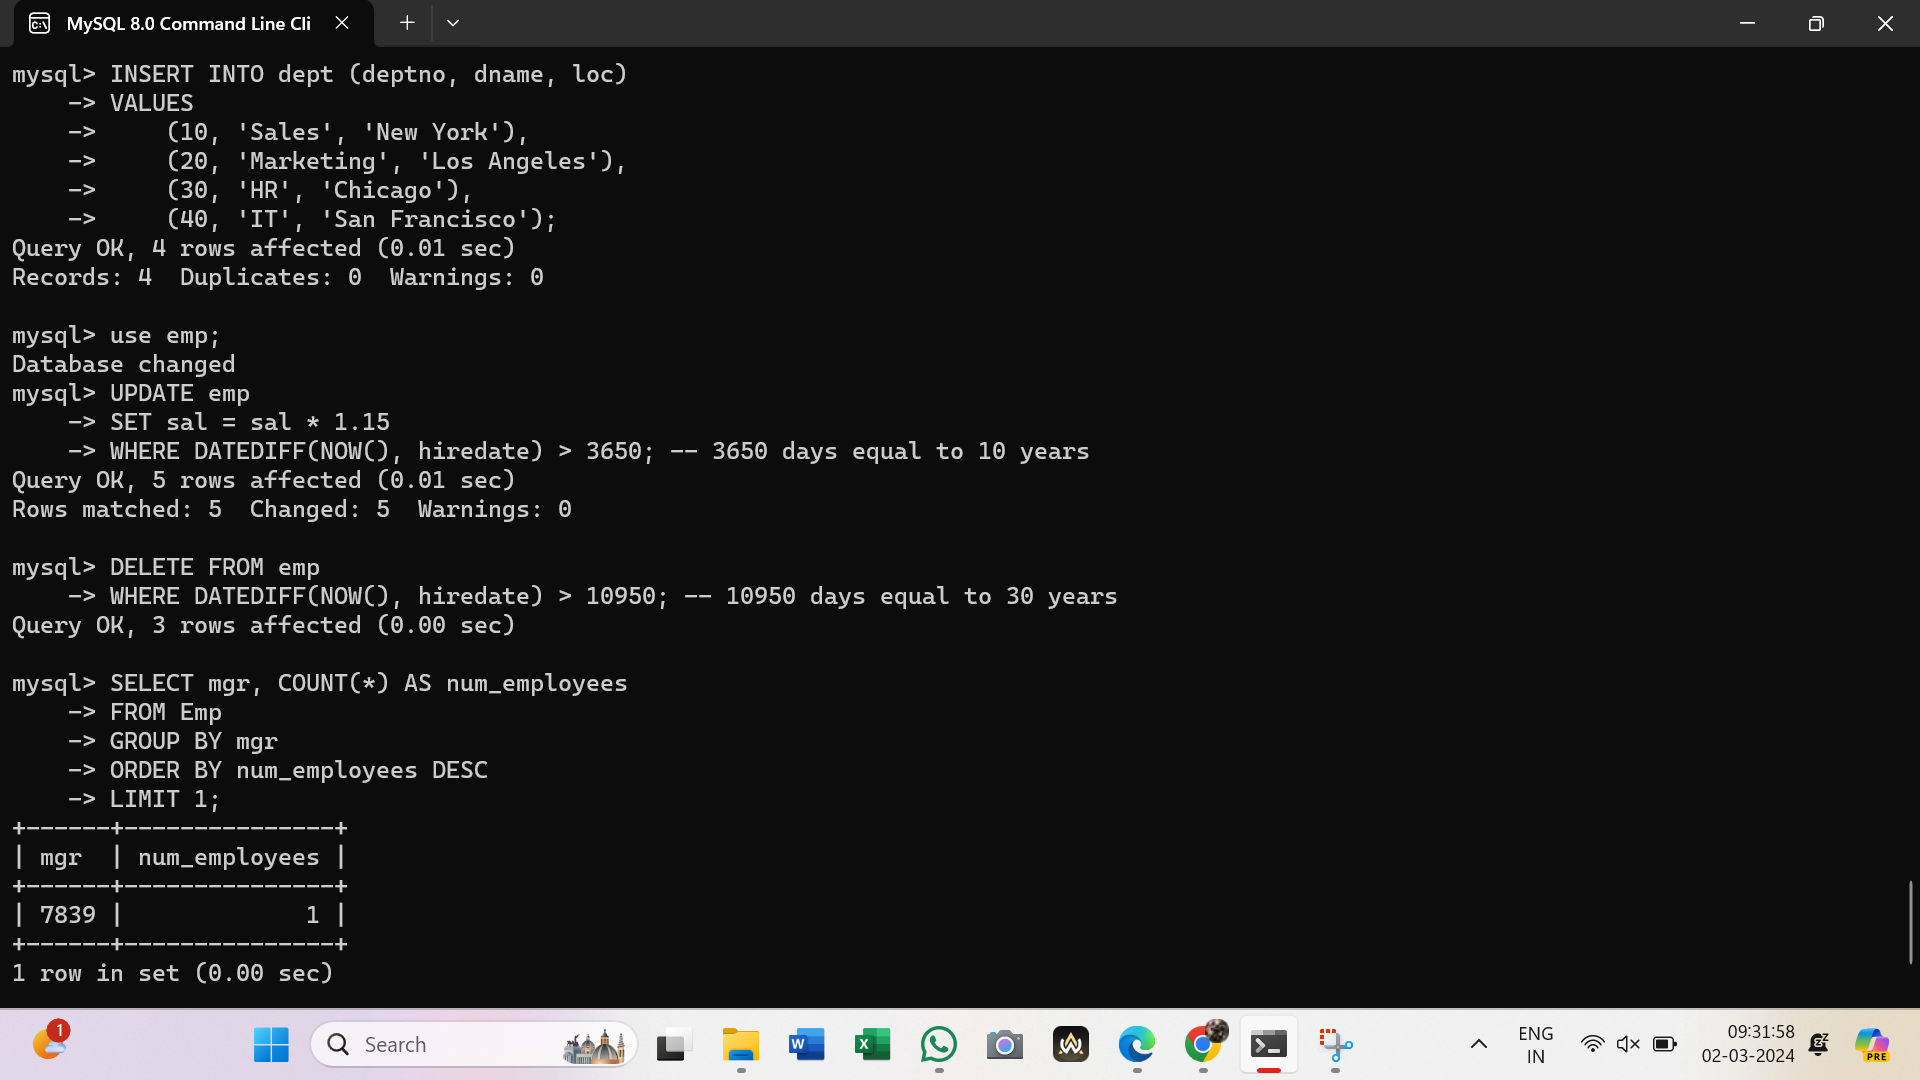 MySQL 8.0 Command Line Cli
mysql> INSERT INTO dept (deptno, dname, loc)
    -> VALUES
    ->     (10, 'Sales', 'New York'),
    ->     (20, 'Marketing', 'Los Angeles'),
    ->     (30, 'HR', 'Chicago'),
    ->     (40, 'IT', 'San Francisco');
Query OK, 4 rows affected (0.01 sec)
Records: 4  Duplicates: 0  Warnings: 0
mysql> use emp;
Database changed
mysql> UPDATE emp
    -> SET sal = sal * 1.15
    -> WHERE DATEDIFF(NOW(), hiredate) > 3650; -- 3650 days equal to 10 years
Query OK, 5 rows affected (0.01 sec)
Rows matched: 5  Changed: 5  Warnings: 0
mysql> DELETE FROM emp
    -> WHERE DATEDIFF(NOW(), hiredate) > 10950; -- 10950 days equal to 30 years
Query OK, 3 rows affected (0.00 sec)
mysql> SELECT mgr, COUNT(*) AS num_employees
    -> FROM Emp
    -> GROUP BY mgr
    -> ORDER BY num_employees DESC
    -> LIMIT 1;
+------+---------------+
| mgr  | num_employees |
+------+---------------+
| 7839 |             1 |
+------+---------------+
1 row in set (0.00 sec)
1
Search
ENG
IN
09:31:58
02-03-2024
PRE